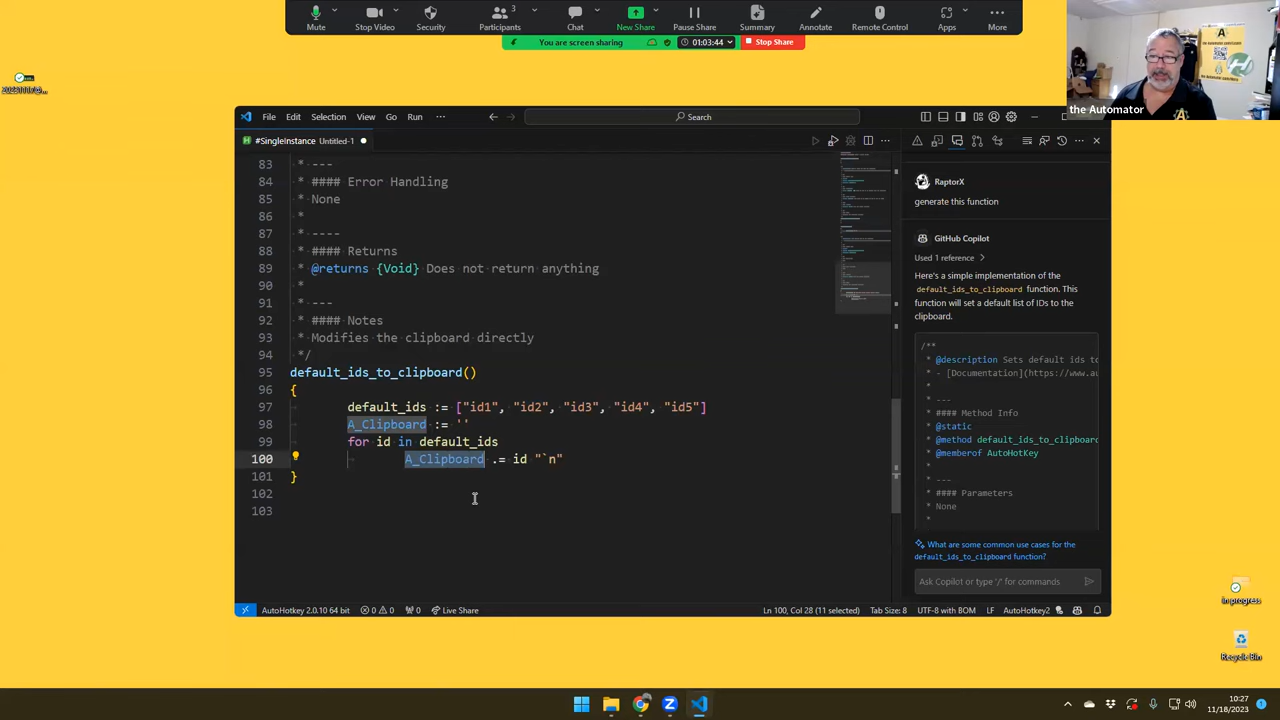 Mute
Stop Video
Security
3
Participants
Chat
New Share
Pause Share
Summary
Annotate
Remote Control
Apps
More
You are screen sharing
01:03:44
Stop Share
the Automator
File Edit Selection View Go Run ···
Search
#SingleInstance Untitled-1
83 * ---
84 * #### Error Handling
85 * None
86 *
87 * ----
88 * #### Returns
89 * @returns {Void} Does not return anything
90 *
91 * ---
92 * #### Notes
93 * Modifies the clipboard directly
94 */
95 default_ids_to_clipboard()
96 {
97 default_ids := ["id1", "id2", "id3", "id4", "id5"]
98 A_Clipboard := ''
99 for id in default_ids
100 A_Clipboard .= id "`n"
101 }
102
103
RaptorX
generate this function
GitHub Copilot
Used 1 reference >
Here's a simple implementation of the
default_ids_to_clipboard function. This
function will set a default list of IDs to the
clipboard.
/**
* @description Sets default ids to
* - [Documentation](https://www.au
*
* ---
* #### Method Info
* @static
* @method default_ids_to_clipboard
* @memberof AutoHotKey
*
* ---
* #### Parameters
* None
*
What are some common use cases for the
default_ids_to_clipboard function?
Ask Copilot or type '/' for commands
AutoHotkey 2.0.10 64 bit
0 0
0
Live Share
Ln 100, Col 28 (11 selected)
Tab Size: 8
UTF-8 with BOM
LF
AutoHotkey2
In progress
Recycle Bin
10:27
11/18/2023